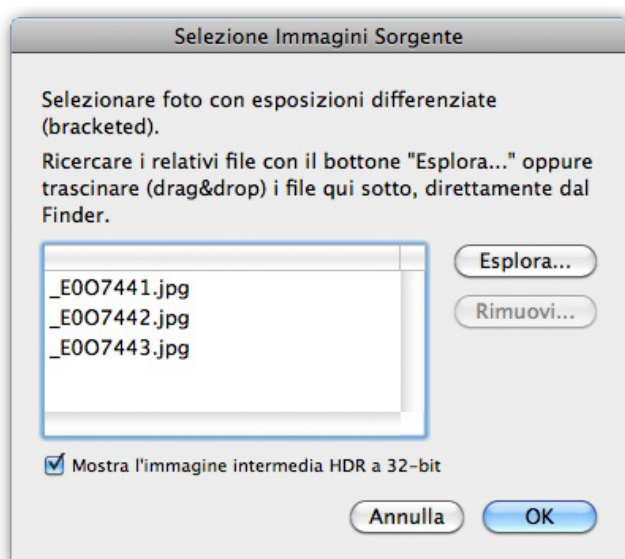 Selezione Immagini Sorgente
Selezionare foto con esposizioni differenziate
(bracketed).
Ricercare i relativi file con il bottone "Esplora..." oppure
trascinare (drag&drop) i file qui sotto, direttamente dal
Finder.
Esplora...
_E0O7441.jpg
Rimuovi...
_E0O7442.jpg
_E0O7443.jpg
Mostra l'immagine intermedia HDR a 32-bit
Annulla
OK